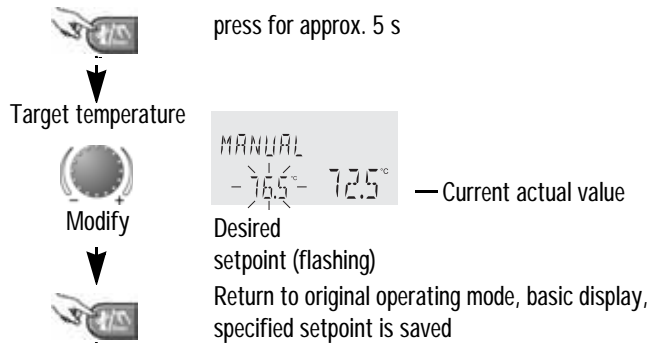 press for approx. 5 s
Target temperature
MANUAL
- 76.5°- 72.5°C
Current actual value
- +
Modify
Desired
setpoint (flashing)
Return to original operating mode, basic display,
specified setpoint is saved